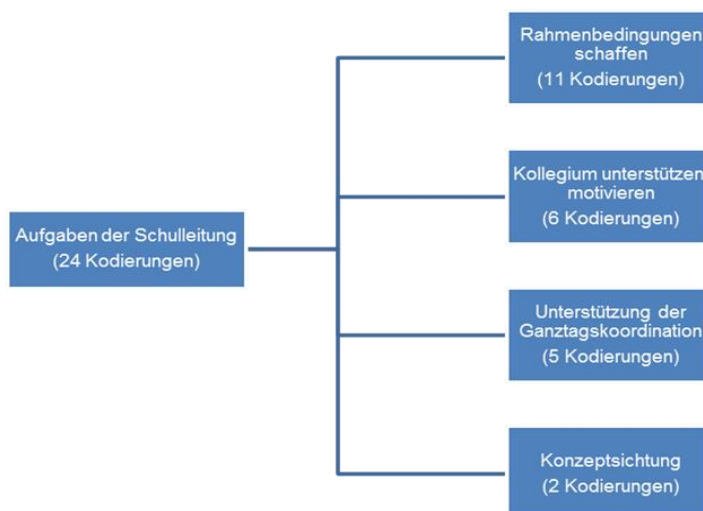 Rahmenbedingungen
schaffen
(11 Kodierungen)
Kollegium unterstützen
motivieren
(6 Kodierungen)
Aufgaben der Schulleitung
(24 Kodierungen)
Unterstützung der
Ganztagskoordination
(5 Kodierungen)
Konzeptsichtung
(2 Kodierungen)